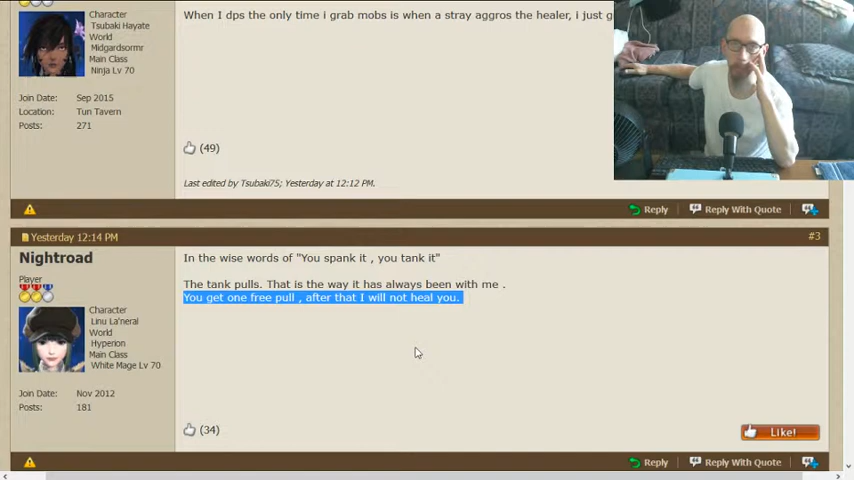 Character
Tsubaki Hayate
World
Midgardsormr
Main Class
Ninja Lv 70
Join Date: Sep 2015
Location: Tun Tavern
Posts: 271
When I dps the only time i grab mobs is when a stray aggros the healer, i just g
(49)
Last edited by Tsubaki75; Yesterday at 12:12 PM.
Reply Reply With Quote
Yesterday 12:14 PM #3
Nightroad
Player
Character
Linu La'neral
World
Hyperion
Main Class
White Mage Lv 70
Join Date: Nov 2012
Posts: 181
In the wise words of "You spank it , you tank it"
The tank pulls. That is the way it has always been with me .
You get one free pull , after that I will not heal you.
(34)
Like!
Reply Reply With Quote